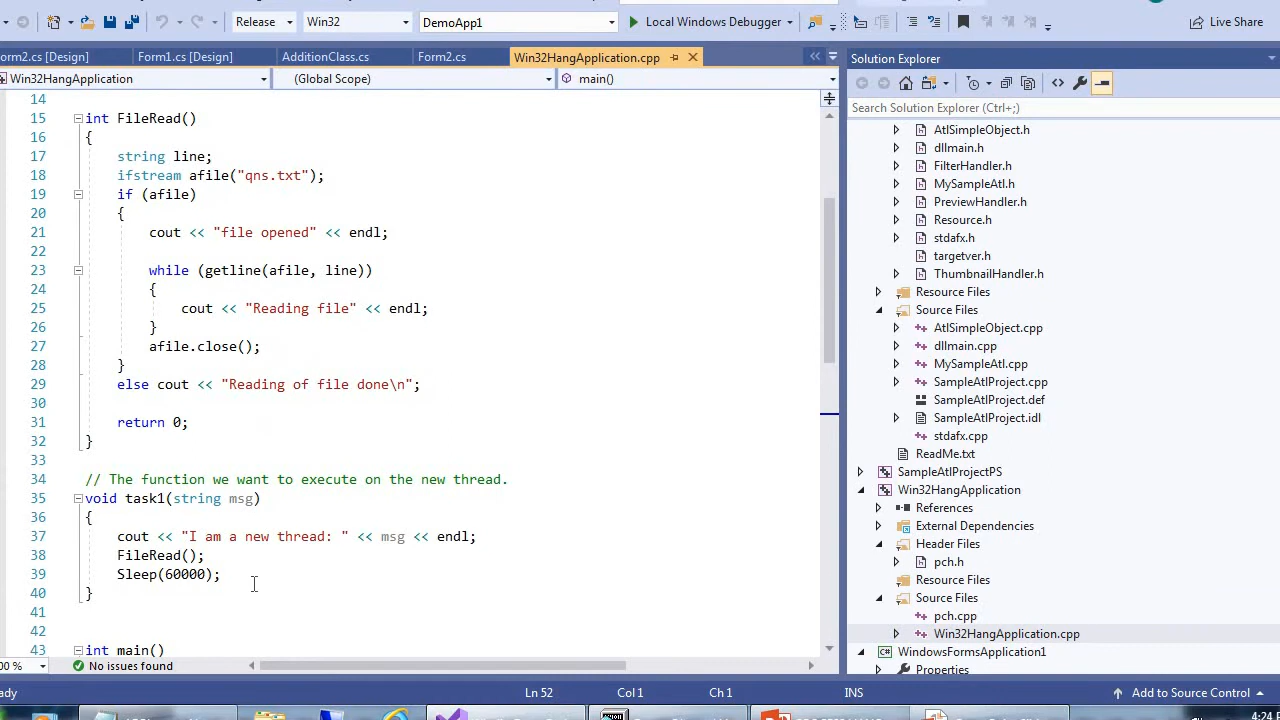 Release Win32 DemoApp1 Local Windows Debugger Live Share
orm2.cs [Design] Form1.cs [Design] AdditionClass.cs Form2.cs Win32HangApplication.cpp
Win32HangApplication (Global Scope) main()
14
15 int FileRead()
16 {
17 string line;
18 ifstream afile("qns.txt");
19 if (afile)
20 {
21 cout << "file opened" << endl;
22
23 while (getline(afile, line))
24 {
25 cout << "Reading file" << endl;
26 }
27 afile.close();
28 }
29 else cout << "Reading of file done\n";
30
31 return 0;
32 }
33
34 // The function we want to execute on the new thread.
35 void task1(string msg)
36 {
37 cout << "I am a new thread: " << msg << endl;
38 FileRead();
39 Sleep(60000);
40 }
41
42
43 int main()
00 % No issues found
ady Ln 52 Col 1 Ch 1 INS Add to Source Control
Solution Explorer
Search Solution Explorer (Ctrl+;)
AtlSimpleObject.h
dllmain.h
FilterHandler.h
MySampleAtl.h
PreviewHandler.h
Resource.h
stdafx.h
targetver.h
ThumbnailHandler.h
Resource Files
Source Files
AtlSimpleObject.cpp
dllmain.cpp
MySampleAtl.cpp
SampleAtlProject.cpp
SampleAtlProject.def
SampleAtlProject.idl
stdafx.cpp
ReadMe.txt
SampleAtlProjectPS
Win32HangApplication
References
External Dependencies
Header Files
pch.h
Resource Files
Source Files
pch.cpp
Win32HangApplication.cpp
WindowsFormsApplication1
Properties